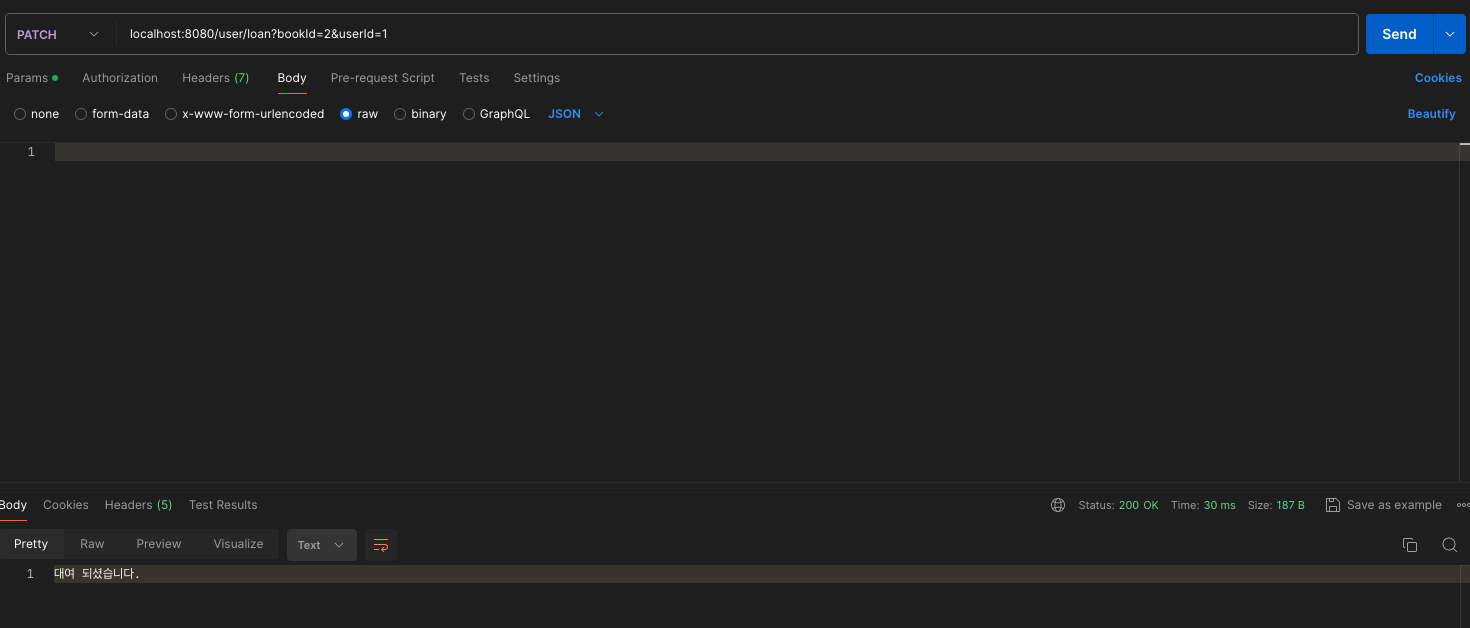 PATCH localhost:8080/user/loan?bookId=2&userId=1 Send
Params Authorization Headers (7) Body Pre-request Script Tests Settings Cookies
none form-data x-www-form-urlencoded raw binary GraphQL JSON Beautify
1
Body Cookies Headers (5) Test Results Status: 200 OK Time: 30 ms Size: 187 B Save as example
Pretty Raw Preview Visualize Text
1 대여 되셨습니다.